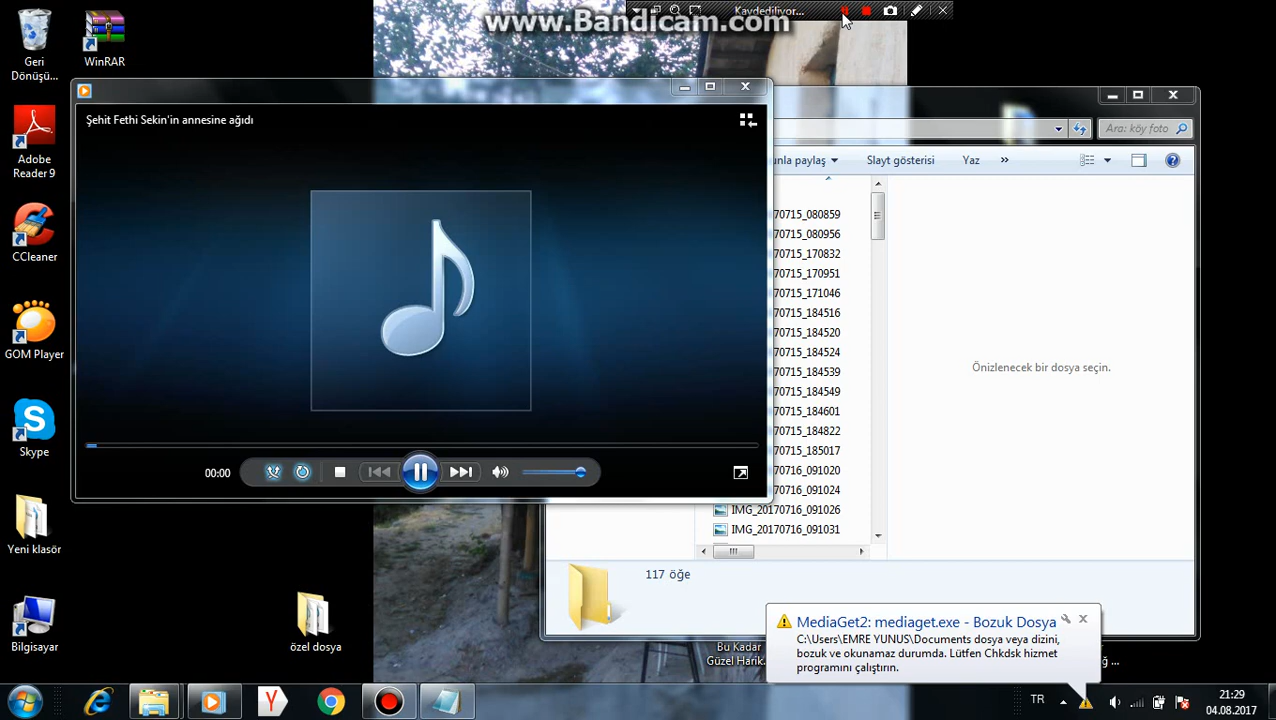 www.Bandicam.com
Kaydediliyor...
Geri
Dönüşü...
WinRAR
Adobe
Reader 9
CCleaner
GOM Player
Skype
Yeni klasör
Bilgisayar
özel dosya
Şehit Fethi Sekin'in annesine ağıdı
00:00
Ara: köy foto
unla paylaş
Slayt gösterisi
Yaz
»
70715_080859
70715_080956
70715_170832
70715_170951
70715_171046
70715_184516
70715_184520
70715_184524
70715_184539
70715_184549
70715_184601
70715_184822
70715_185017
70716_091020
70716_091024
IMG_20170716_091026
IMG_20170716_091031
Önizlenecek bir dosya seçin.
117 öğe
Bu Kadar
Güzel Harik...
MediaGet2: mediaget.exe - Bozuk Dosya
C:\Users\EMRE YUNUS\Documents dosya veya dizini,
bozuk ve okunamaz durumda. Lütfen Chkdsk hizmet
programını çalıştırın.
TR
21:29
04.08.2017